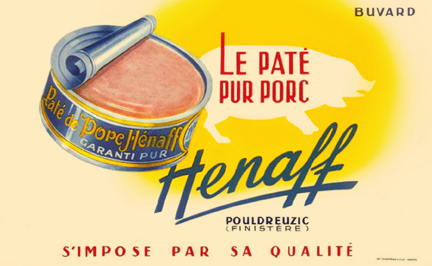 BUVARD
LE PATÉ
PUR PORC
Paté de Porc Hénaff
GARANTI PUR
Henaff
POULDREUZIC
(FINISTÈRE)
S'IMPOSE PAR SA QUALITÉ